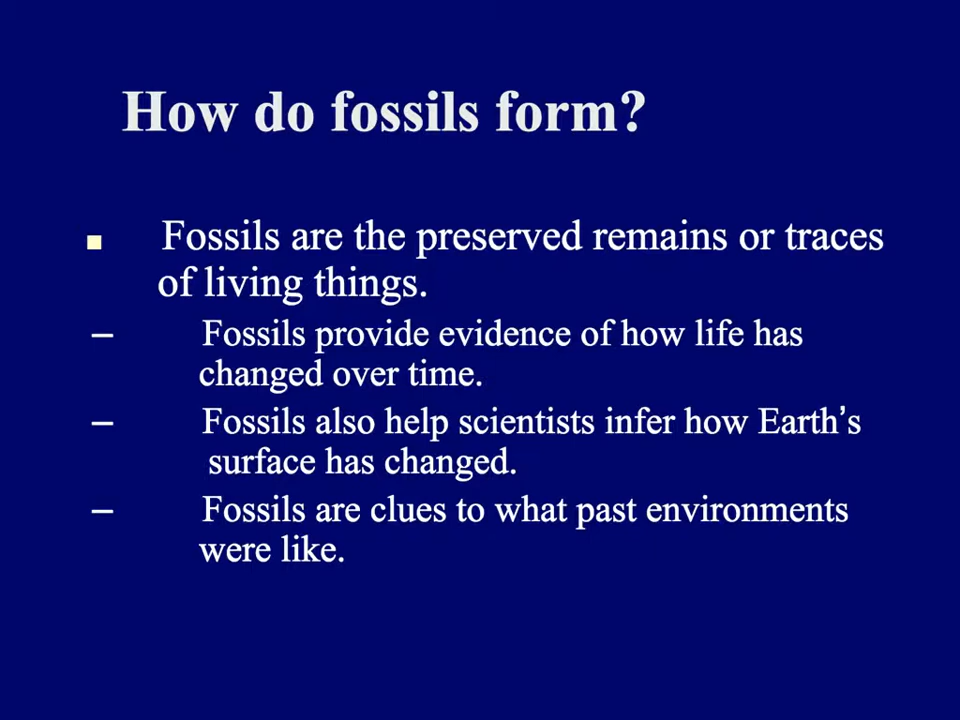 How do fossils form?
■ Fossils are the preserved remains or traces
of living things.
– Fossils provide evidence of how life has
changed over time.
– Fossils also help scientists infer how Earth’s
surface has changed.
– Fossils are clues to what past environments
were like.